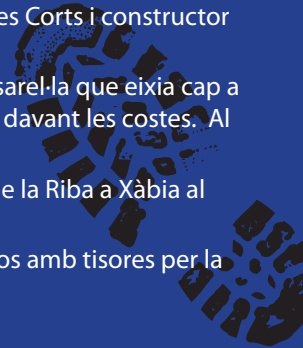 es Corts i constructor
sarel·la que eixia cap a
davant les costes. Al
e la Riba a Xàbia al
os amb tisores per la